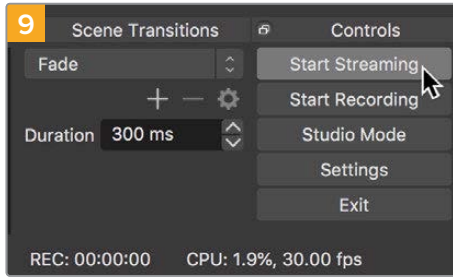 9
Scene Transitions
Controls
Fade
Start Streaming
Start Recording
Duration 300 ms
Studio Mode
Settings
Exit
REC: 00:00:00 CPU: 1.9%, 30.00 fps